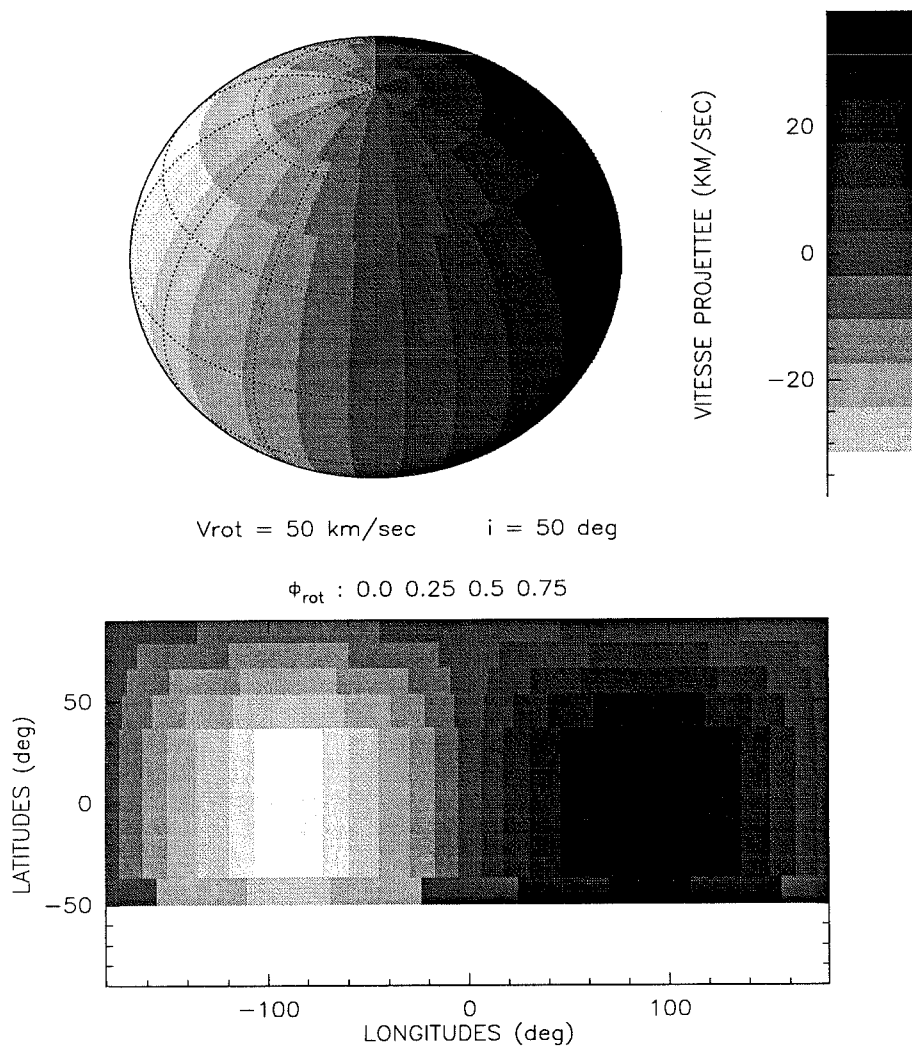 VITESSE PROJETTEE (KM/SEC)
20
0
−20
Vrot = 50 km/sec i = 50 deg
ϕrot : 0.0 0.25 0.5 0.75
LATITUDES (deg)
50
0
−50
−100 0 100
LONGITUDES (deg)